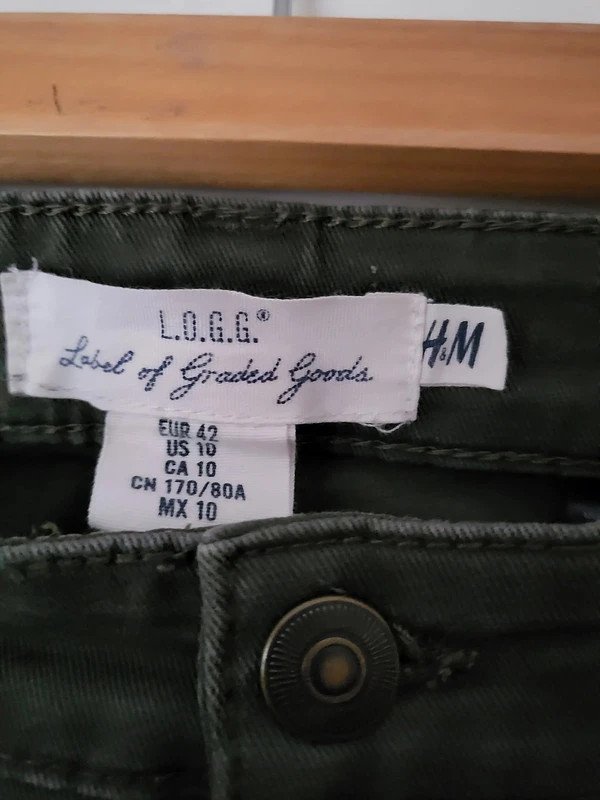 L.O.G.G.®
Label of Graded Goods
H&M
EUR 42
US 10
CA 10
CN 170/80A
MX 10